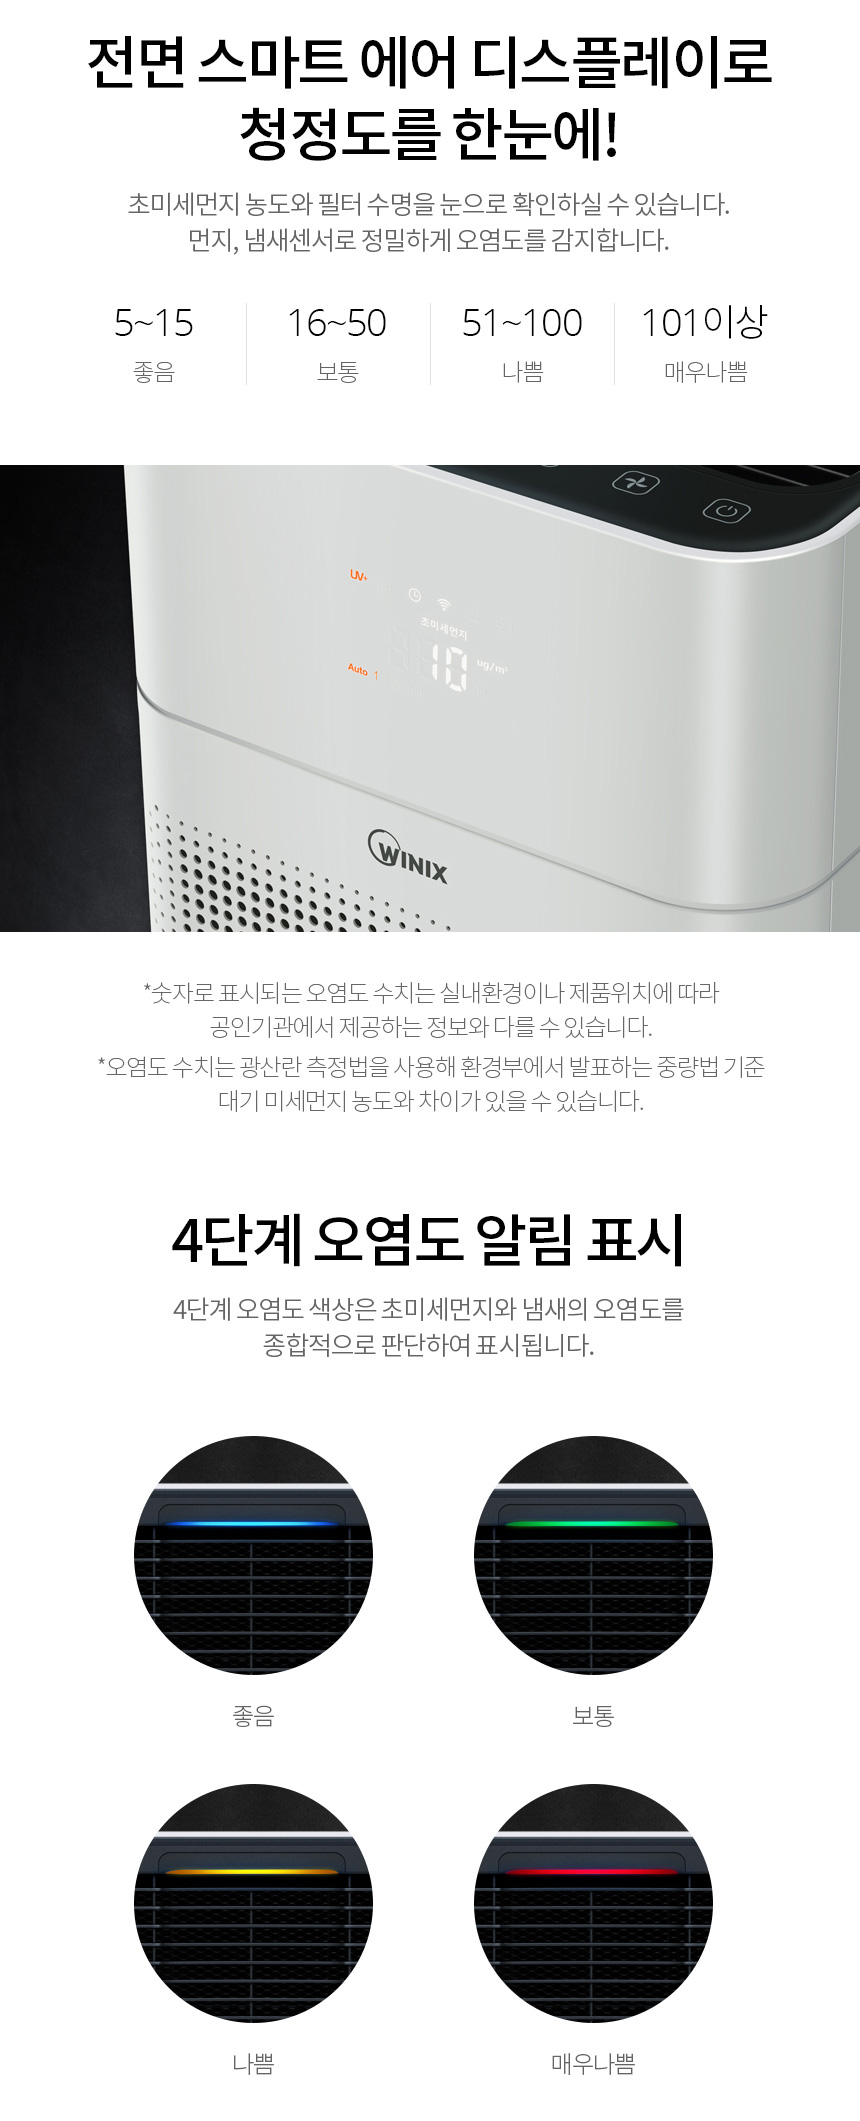 전면 스마트 에어 디스플레이로
청정도를 한눈에!
초미세먼지 농도와 필터 수명을 눈으로 확인하실 수 있습니다.
먼지, 냄새센서로 정밀하게 오염도를 감지합니다.
5~15
좋음
16~50
보통
51~100
나쁨
101이상
매우나쁨
UV+
초미세먼지
10 ug/m³
Auto 1
WINIX
*숫자로 표시되는 오염도 수치는 실내환경이나 제품위치에 따라
공인기관에서 제공하는 정보와 다를 수 있습니다.
*오염도 수치는 광산란 측정법을 사용해 환경부에서 발표하는 중량법 기준
대기 미세먼지 농도와 차이가 있을 수 있습니다.
4단계 오염도 알림 표시
4단계 오염도 색상은 초미세먼지와 냄새의 오염도를
종합적으로 판단하여 표시됩니다.
좋음
보통
나쁨
매우나쁨